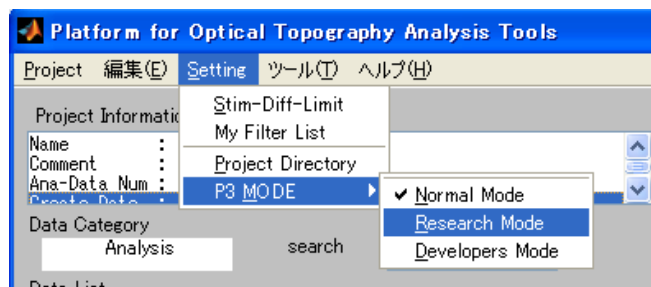 Platform for Optical Topography Analysis Tools
Project 編集(E) Setting ツール(T) ヘルプ(H)
Stim-Diff-Limit
My Filter List
Project Directory
P3 MODE
Normal Mode
Research Mode
Developers Mode
Project Informatio
Name :
Comment :
Ana-Data Num :
Data Category
Analysis
search